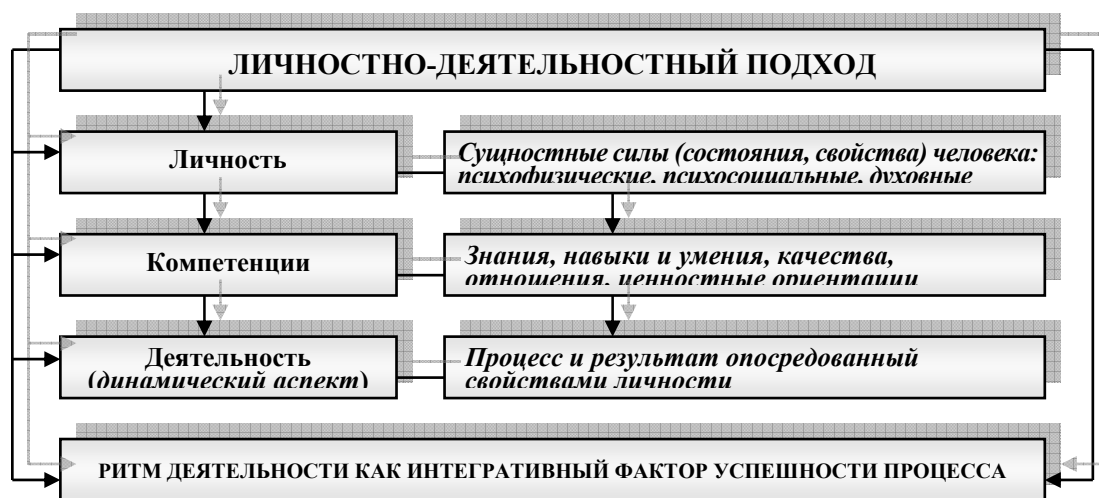 ЛИЧНОСТНО-ДЕЯТЕЛЬНОСТНЫЙ ПОДХОД
Личность
Сущностные силы (состояния, свойства) человека:
психофизические, психосоциальные, духовные
Компетенции
Знания, навыки и умения, качества,
отношения, ценностные ориентации
Деятельность
(динамический аспект)
Процесс и результат опосредованный
свойствами личности
РИТМ ДЕЯТЕЛЬНОСТИ КАК ИНТЕГРАТИВНЫЙ ФАКТОР УСПЕШНОСТИ ПРОЦЕССА